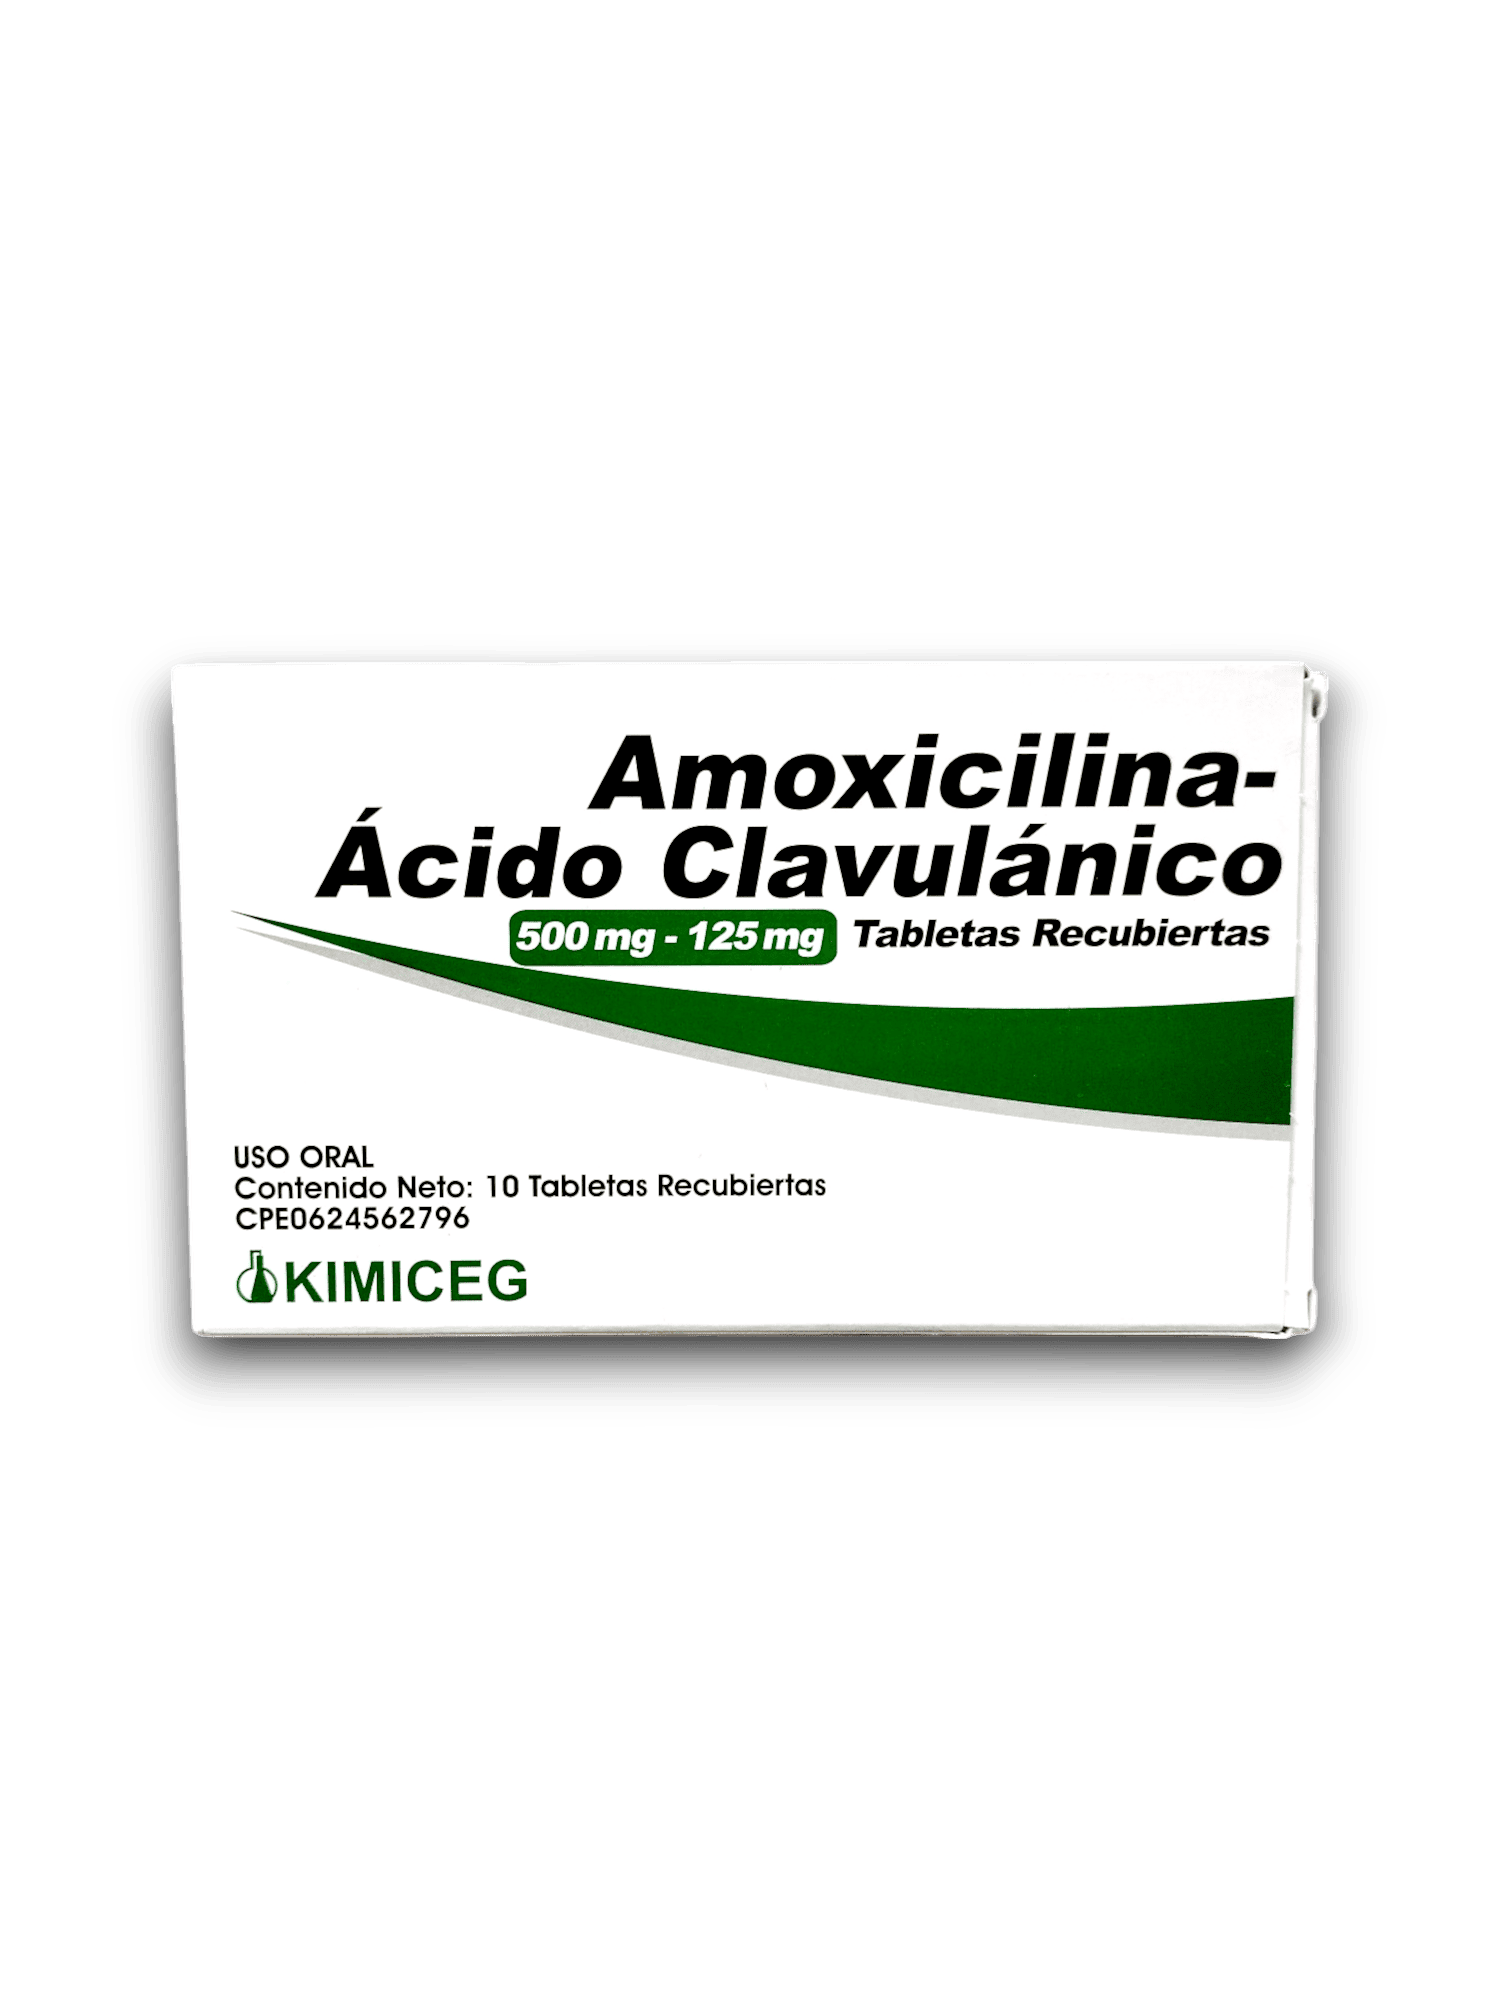 Amoxicilina-
Ácido Clavulánico
500 mg - 125 mg Tabletas Recubiertas
USO ORAL
Contenido Neto: 10 Tabletas Recubiertas
CPE0624562796
KIMICEG